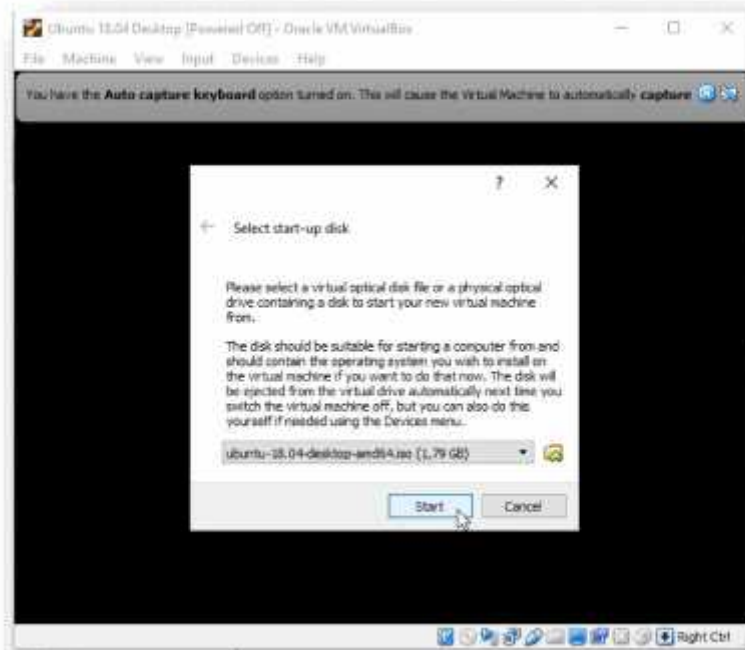 Ubuntu 18.04 Desktop [Powered Off] - Oracle VM VirtualBox
File Machine View Input Devices Help
You have the Auto capture keyboard option turned on. This will cause the Virtual Machine to automatically capture
Select start-up disk
Please select a virtual optical disk file or a physical optical
drive containing a disk to start your new virtual machine
from.
The disk should be suitable for starting a computer from and
should contain the operating system you wish to install on
the virtual machine if you want to do that now. The disk will
be ejected from the virtual drive automatically next time you
switch the virtual machine off, but you can also do this
yourself if needed using the Devices menu.
ubuntu-18.04-desktop-amd64.iso (1,79 GB)
Start Cancel
Right Ctrl